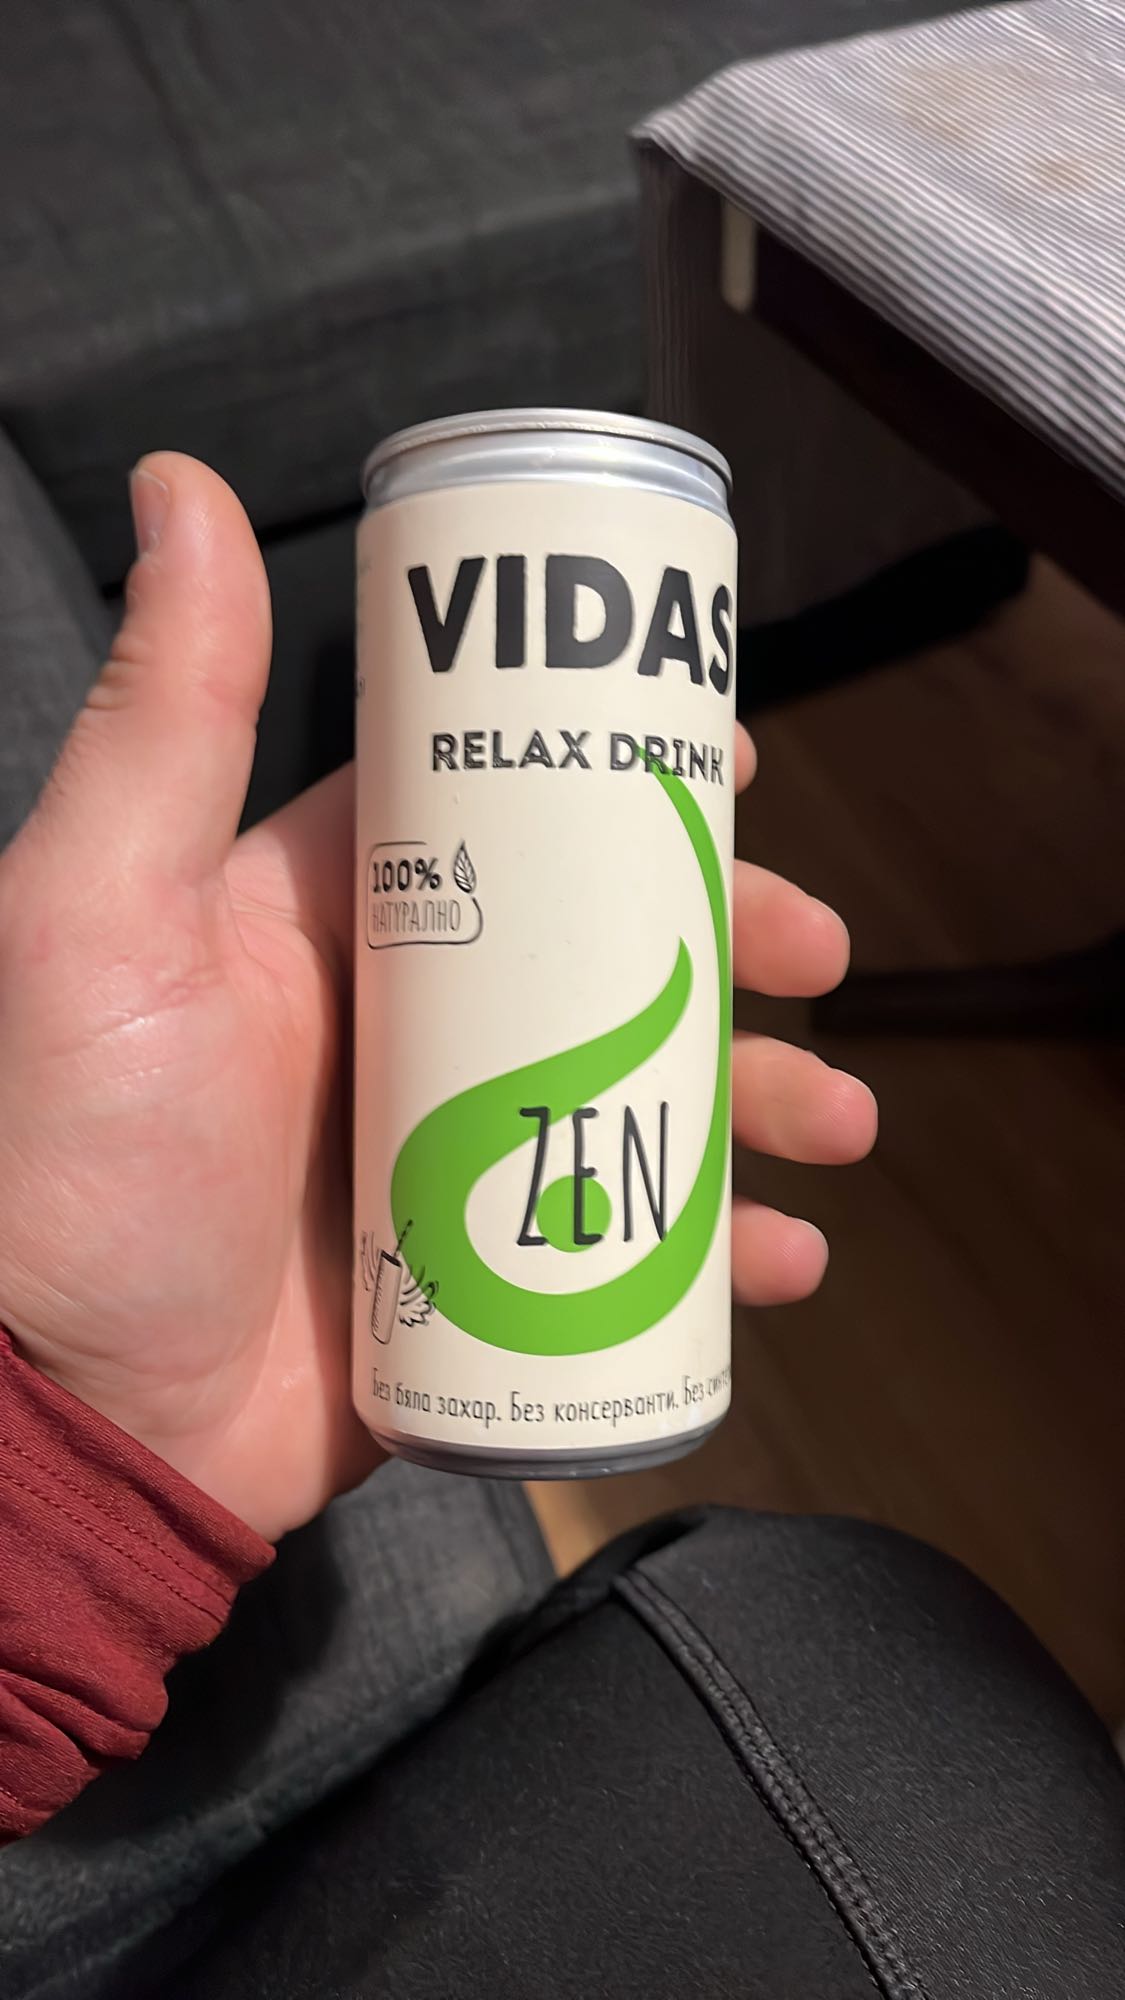 VIDAS
RELAX DRINK
100%
НАТУРАЛНО
ZEN
Без бяла захар. Без консерванти. Без